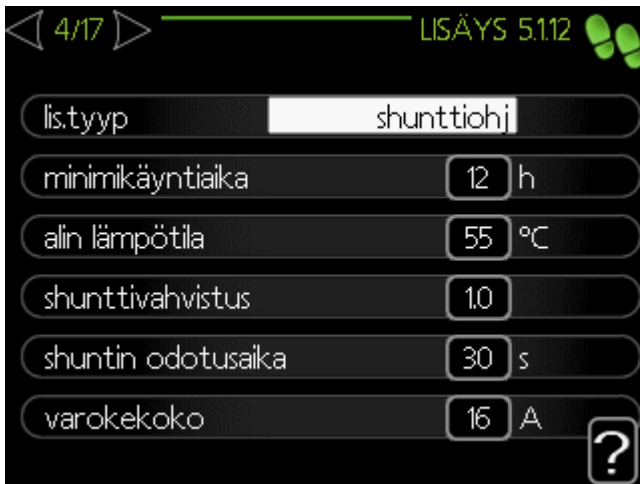 4/17 LISÄYS 5.1.12
lis.tyyp shunttiohj
minimikäyntiaika 12 h
alin lämpötila 55 °C
shunttivahvistus 1.0
shuntin odotusaika 30 s
varokekoko 16 A
?